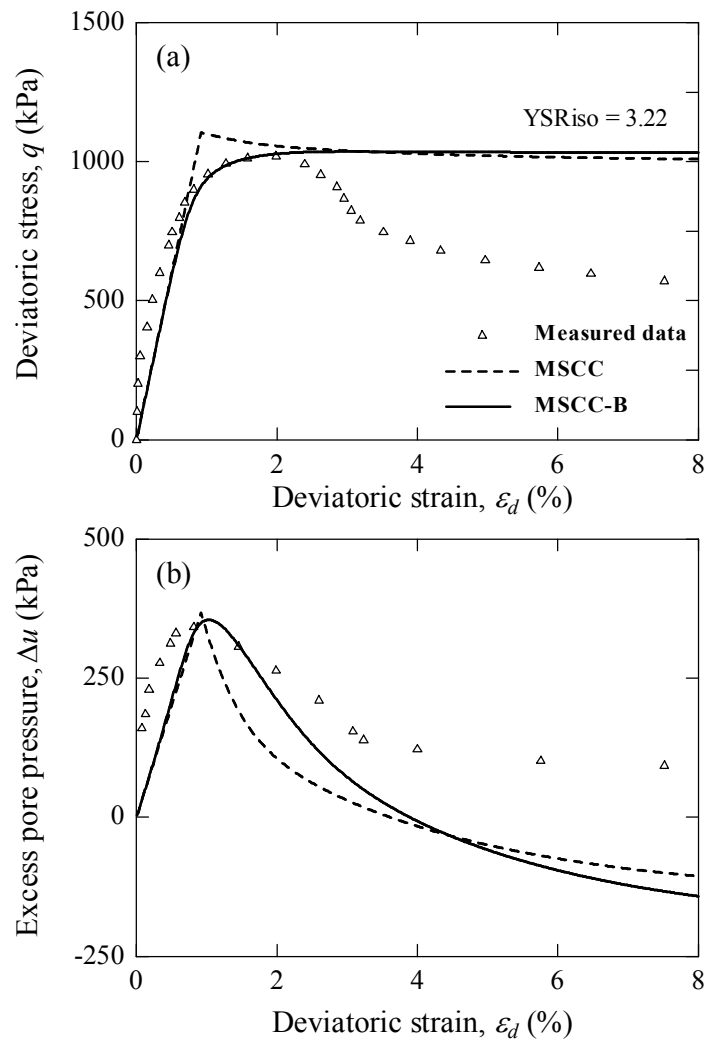 (a)
YSRiso = 3.22
Deviatoric stress, q (kPa)
1500
1000
500
0
Measured data
MSCC
MSCC-B
0 2 4 6 8
Deviatoric strain, εd (%)
(b)
Excess pore pressure, Δu (kPa)
500
250
0
-250
0 2 4 6 8
Deviatoric strain, εd (%)